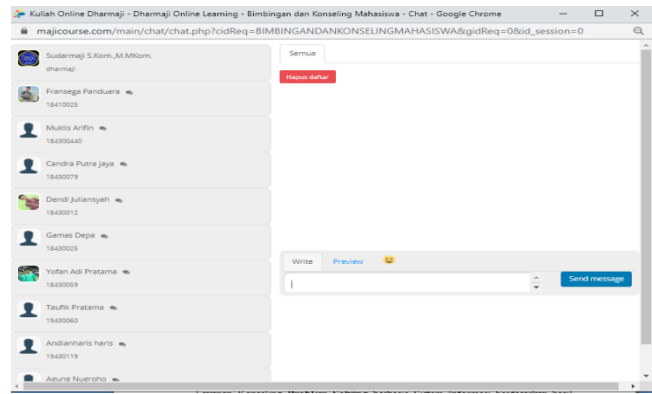 Kuliah Online Dharmaji - Dharmaji Online Learning - Bimbingan dan Konseling Mahasiswa - Chat - Google Chrome
majicourse.com/main/chat/chat.php?cidReq=BIMBINGANDANKONSELINGMAHASISWA&gidReq=0&id_session=0
Sudarmaji S.Kom.,M.MKom.
dharmaji
Fransega Panduara
18410025
Muklis Arifin
184300440
Candra Putra jaya
18430079
Dendi Juliansyah
18430012
Gamas Depa
18430025
Yofan Adi Pratama
18430069
Taufik Pratama
19430060
Andianharis haris
19430119
Agung Nugroho
Semua
Hapus daftar
Write
Preview
Send message